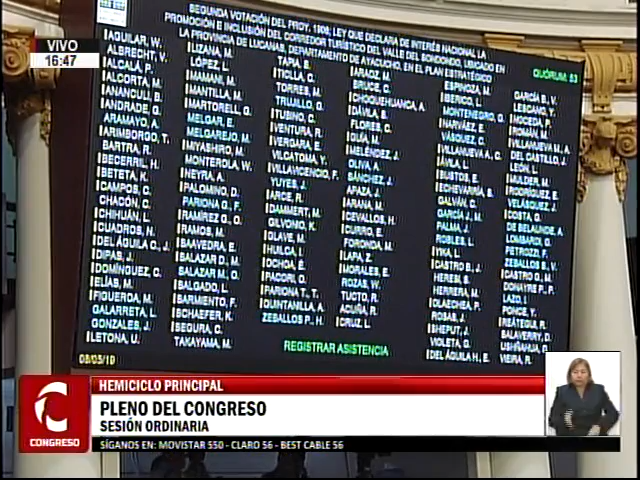 SEGUNDA VOTACIÓN DEL PROY. 1306; LEY QUE DECLARA DE INTERÉS NACIONAL LA
PROMOCIÓN E INCLUSIÓN DEL CORREDOR TURÍSTICO DEL VALLE DEL SONDONDO, UBICADO EN
LA PROVINCIA DE LUCANAS, DEPARTAMENTO DE AYACUCHO, EN EL PLAN ESTRATÉGICO
QUÓRUM: 53
VIVO
16:47
AGUILAR, W.
ALBRECHT, V.
ALCALÁ, P.
ALCORTA, M.
ANANCULI, B.
ANDRADE, G.
ARAMAYO, A.
ARIMBORGO, T.
BARTRA, R.
BECERRIL, H.
BETETA, K.
CAMPOS, C.
CHACÓN, C.
CHIHUÁN, L.
CUADROS, N.
DEL ÁGUILA C., J.
DIPAS, J.
DOMÍNGUEZ, C.
ELÍAS, M.
FIGUEROA, M.
GALARRETA, L.
GONZALES, J.
LETONA, U.
LIZANA, M.
LÓPEZ, L.
MAMANI, M.
MANTILLA, M.
MARTORELL, G.
MELGAR, E.
MELGAREJO, M.
MIYASHIRO, M.
MONTEROLA, W.
NEYRA, A.
PALOMINO, D.
PARIONA G., F.
RAMÍREZ G., O.
RAMOS, M.
SAAVEDRA, E.
SALAZAR D., M.
SALAZAR M., O.
SALGADO, L.
SARMIENTO, F.
SCHAEFER, K.
SEGURA, C.
TAKAYAMA, M.
TAPIA, S.
TICLLA, C.
TORRES, M.
TRUJILLO, G.
TUBINO, C.
VENTURA, R.
VERGARA, E.
VILCATOMA, Y.
VILLAVICENCIO, F.
YUYES, J.
ARCE, R.
DAMMERT, M.
GILVONIO, K.
GLAVE, M.
HUILCA, I.
OCHOA, E.
PACORI, O.
PARIONA T., T.
QUINTANILLA, A.
ZEBALLOS P., H.
ARAOZ, M.
BRUCE, C.
CHOQUEHUANCA, A.
DÁVILA, S.
FLORES, C.
GUÍA, M.
MELÉNDEZ, J.
OLIVA, A.
SÁNCHEZ, J.
APAZA, J.
ARANA, M.
CEVALLOS, H.
CURRO, E.
FORONDA, M.
LAPA, Z.
MORALES, E.
ROZAS, W.
TUCTO, R.
ACUÑA, R.
CRUZ, L.
ESPINOZA, M.
IBERICO, L.
MONTENEGRO, G.
NARVÁEZ, E.
VÁSQUEZ, C.
VILLANUEVA A., C.
ÁVILA, L.
BUSTOS, E.
ECHEVARRÍA, S.
GALVÁN, C.
GARCÍA J., M.
PALMA, J.
ROBLES, L.
YIKA, L.
CASTRO B., J.
HERESI, S.
HERRERA, M.
OLAECHEA, P.
ROSAS, J.
SHEPUT, J.
VIOLETA, G.
DEL ÁGUILA H., E.
GARCÍA B., V.
LESCANO, Y.
NOCEDA, P.
ROMÁN, M.
VILLANUEVA M., A.
DEL CASTILLO, J.
LEÓN, L.
MULDER, M.
RODRÍGUEZ, E.
VELÁSQUEZ, J.
COSTA, G.
DE BELAUNDE, A.
LOMBARDI, G.
PETROZZI, F.
ZEBALLOS S., V.
CASTRO G., M.
DONAYRE P., P.
LAZO, I.
PONCE, Y.
REÁTEGUI, R.
SALAVERRY, D.
USHÑAHUA, G.
VIEIRA, R.
REGISTRAR ASISTENCIA
HEMICICLO PRINCIPAL
PLENO DEL CONGRESO
SESIÓN ORDINARIA
CONGRESO
SÍGANOS EN: MOVISTAR 550 - CLARO 56 - BEST CABLE 56